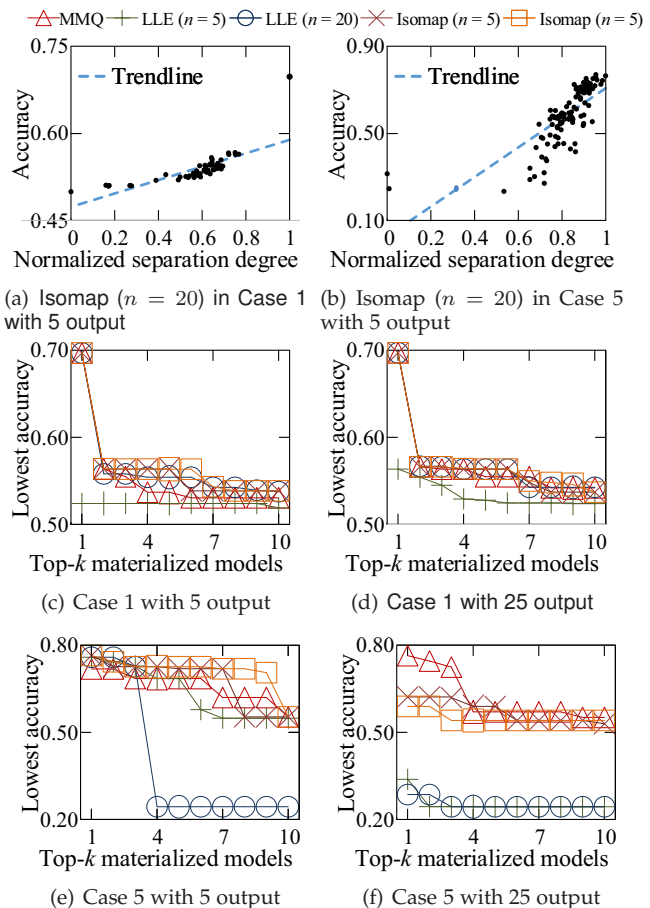 MMQ LLE (n = 5) LLE (n = 20) Isomap (n = 5) Isomap (n = 5)
0.75
0.60
0.45
Accuracy
Trendline
0 0.2 0.4 0.6 0.8 1
Normalized separation degree
(a) Isomap (n = 20) in Case 1
with 5 output
0.90
0.50
0.10
Accuracy
Trendline
0 0.2 0.4 0.6 0.8 1
Normalized separation degree
(b) Isomap (n = 20) in Case 5
with 5 output
0.70
0.60
0.50
Lowest accuracy
1 4 7 10
Top-k materialized models
(c) Case 1 with 5 output
0.70
0.60
0.50
Lowest accuracy
1 4 7 10
Top-k materialized models
(d) Case 1 with 25 output
0.80
0.50
0.20
Lowest accuracy
1 4 7 10
Top-k materialized models
(e) Case 5 with 5 output
0.80
0.50
0.20
Lowest accuracy
1 4 7 10
Top-k materialized models
(f) Case 5 with 25 output